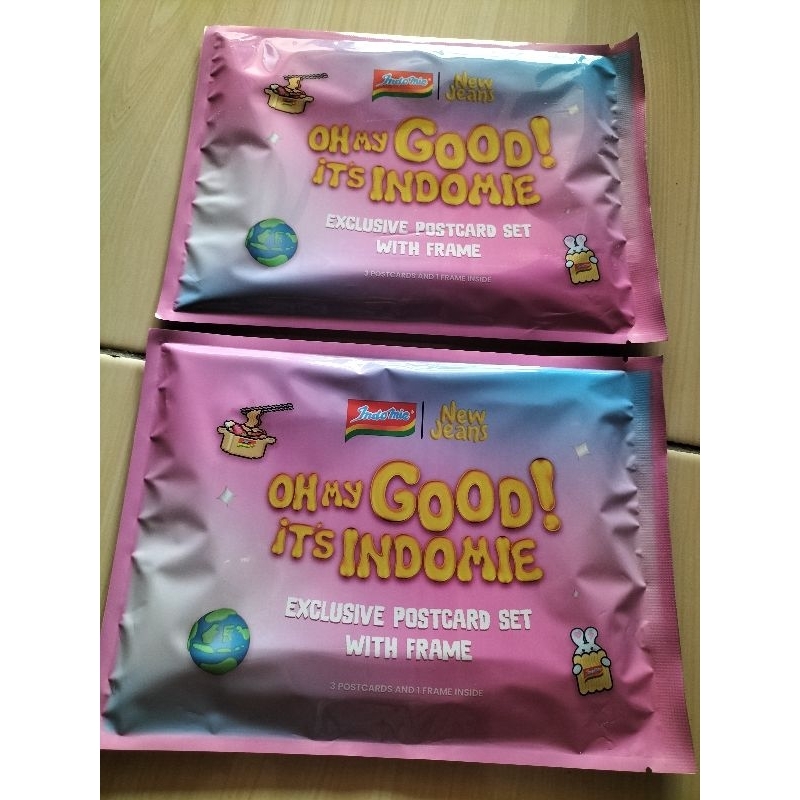 Indomie
New
Jeans
OH MY GOOD!
iT'S INDOMIE
EXCLUSIVE POSTCARD SET
WITH FRAME
3 POSTCARDS AND 1 FRAME INSIDE
Indomie
New
Jeans
OH MY GOOD!
iT'S INDOMIE
EXCLUSIVE POSTCARD SET
WITH FRAME
3 POSTCARDS AND 1 FRAME INSIDE